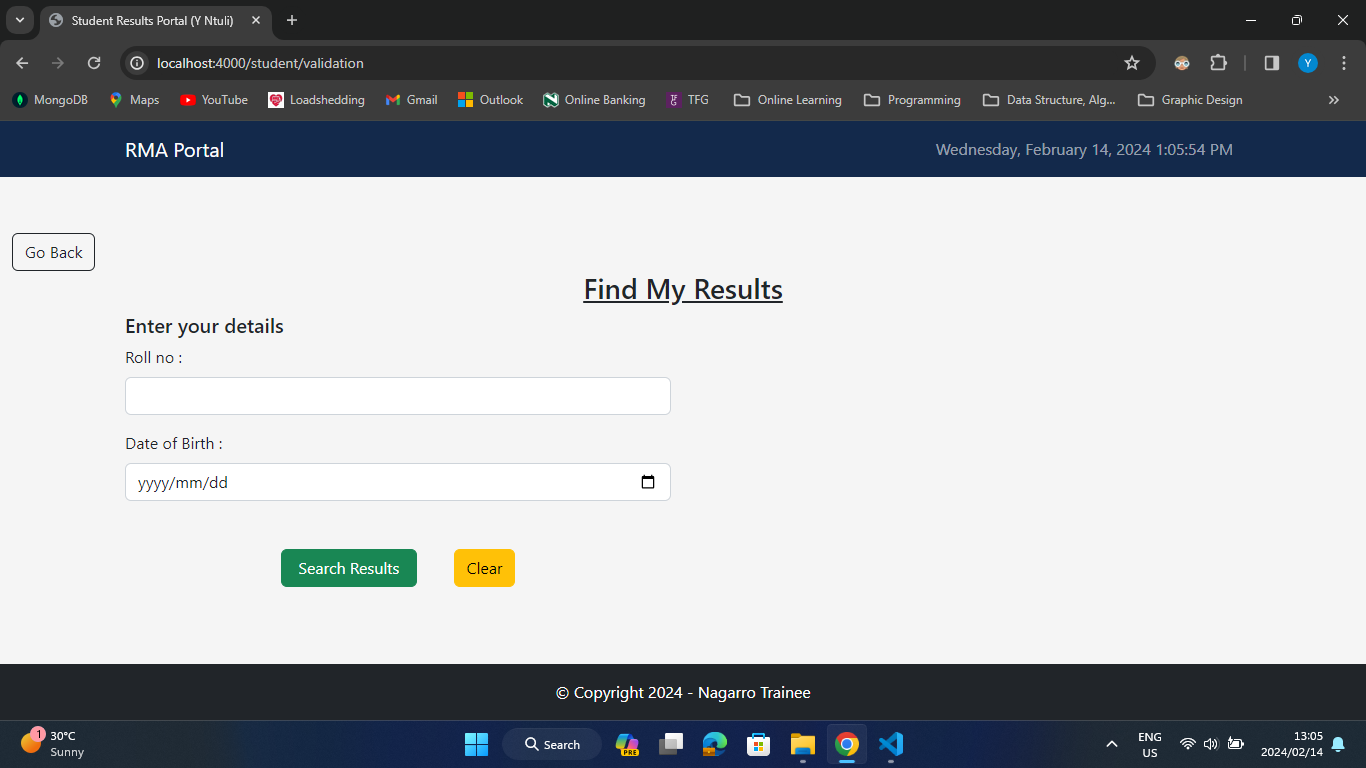 Student Results Portal (Y Ntuli)
localhost:4000/student/validation
Y
MongoDB Maps YouTube Loadshedding Gmail Outlook Online Banking TFG Online Learning Programming Data Structure, Alg... Graphic Design
RMA Portal Wednesday, February 14, 2024 1:05:54 PM
Go Back
Find My Results
Enter your details
Roll no :
Date of Birth :
yyyy/mm/dd
Search Results Clear
© Copyright 2024 - Nagarro Trainee
1 30°C
Sunny
Search
PRE
ENG
US
13:05
2024/02/14